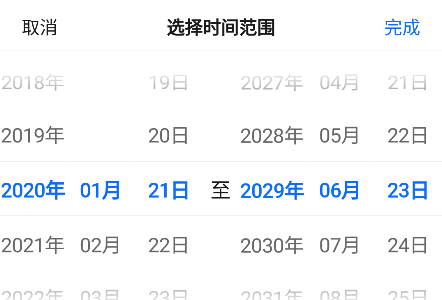 取消 选择时间范围 完成
2018年 19日 2027年 04月 21日
2019年 20日 2028年 05月 22日
2020年 01月 21日 至 2029年 06月 23日
2021年 02月 22日 2030年 07月 24日
2022年 03月 23日 2031年 08月 25日